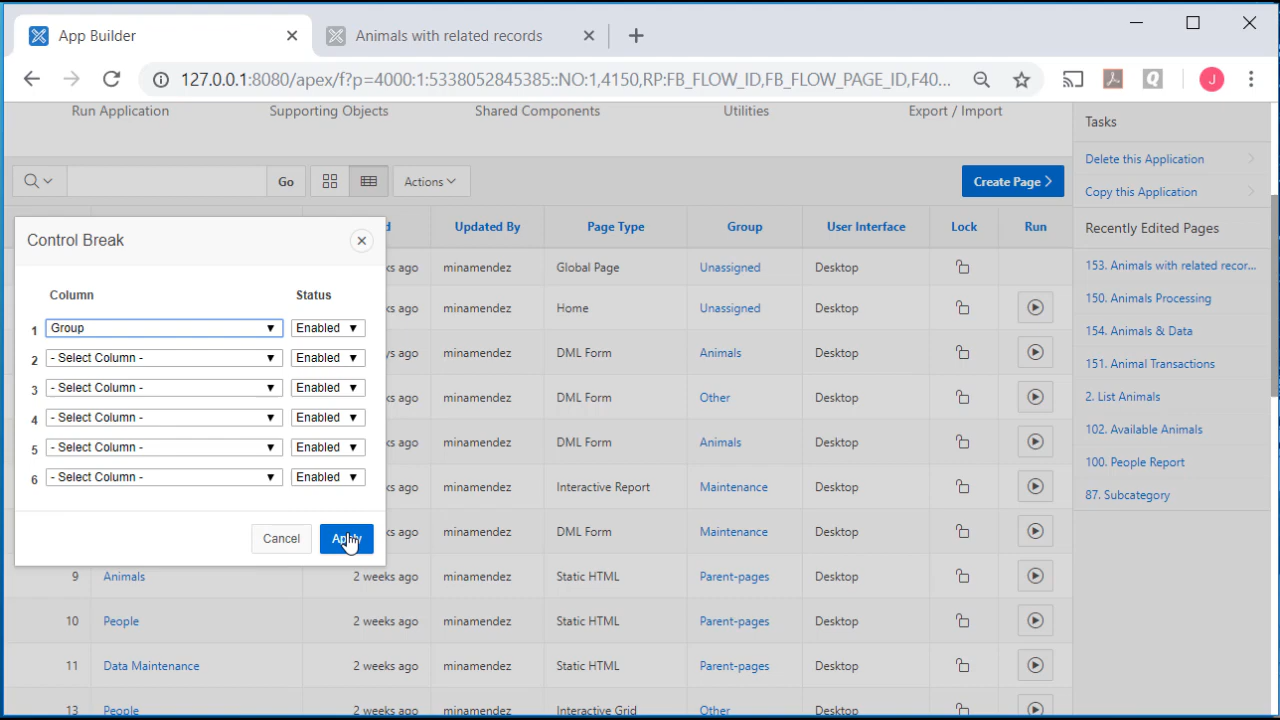 App Builder
Animals with related records
127.0.0.1:8080/apex/f?p=4000:1:5338052845385::NO:1,4150,RP:FB_FLOW_ID,FB_FLOW_PAGE_ID,F40...
J
Run Application Supporting Objects Shared Components Utilities Export / Import
Tasks
Delete this Application
Copy this Application
Go Actions Create Page
Recently Edited Pages
153. Animals with related recor...
150. Animals Processing
154. Animals & Data
151. Animal Transactions
2. List Animals
102. Available Animals
100. People Report
87. Subcategory
Control Break
Column Status
1 Group Enabled
2 - Select Column - Enabled
3 - Select Column - Enabled
4 - Select Column - Enabled
5 - Select Column - Enabled
6 - Select Column - Enabled
Cancel Apply
Updated By Page Type Group User Interface Lock Run
ago minamendez Global Page Unassigned Desktop
ago minamendez Home Unassigned Desktop
ago minamendez DML Form Animals Desktop
ago minamendez DML Form Other Desktop
ago minamendez DML Form Animals Desktop
ago minamendez Interactive Report Maintenance Desktop
ago minamendez DML Form Maintenance Desktop
9 Animals 2 weeks ago minamendez Static HTML Parent-pages Desktop
10 People 2 weeks ago minamendez Static HTML Parent-pages Desktop
11 Data Maintenance 2 weeks ago minamendez Static HTML Parent-pages Desktop
13 People 2 weeks ago minamendez Interactive Grid Other Desktop